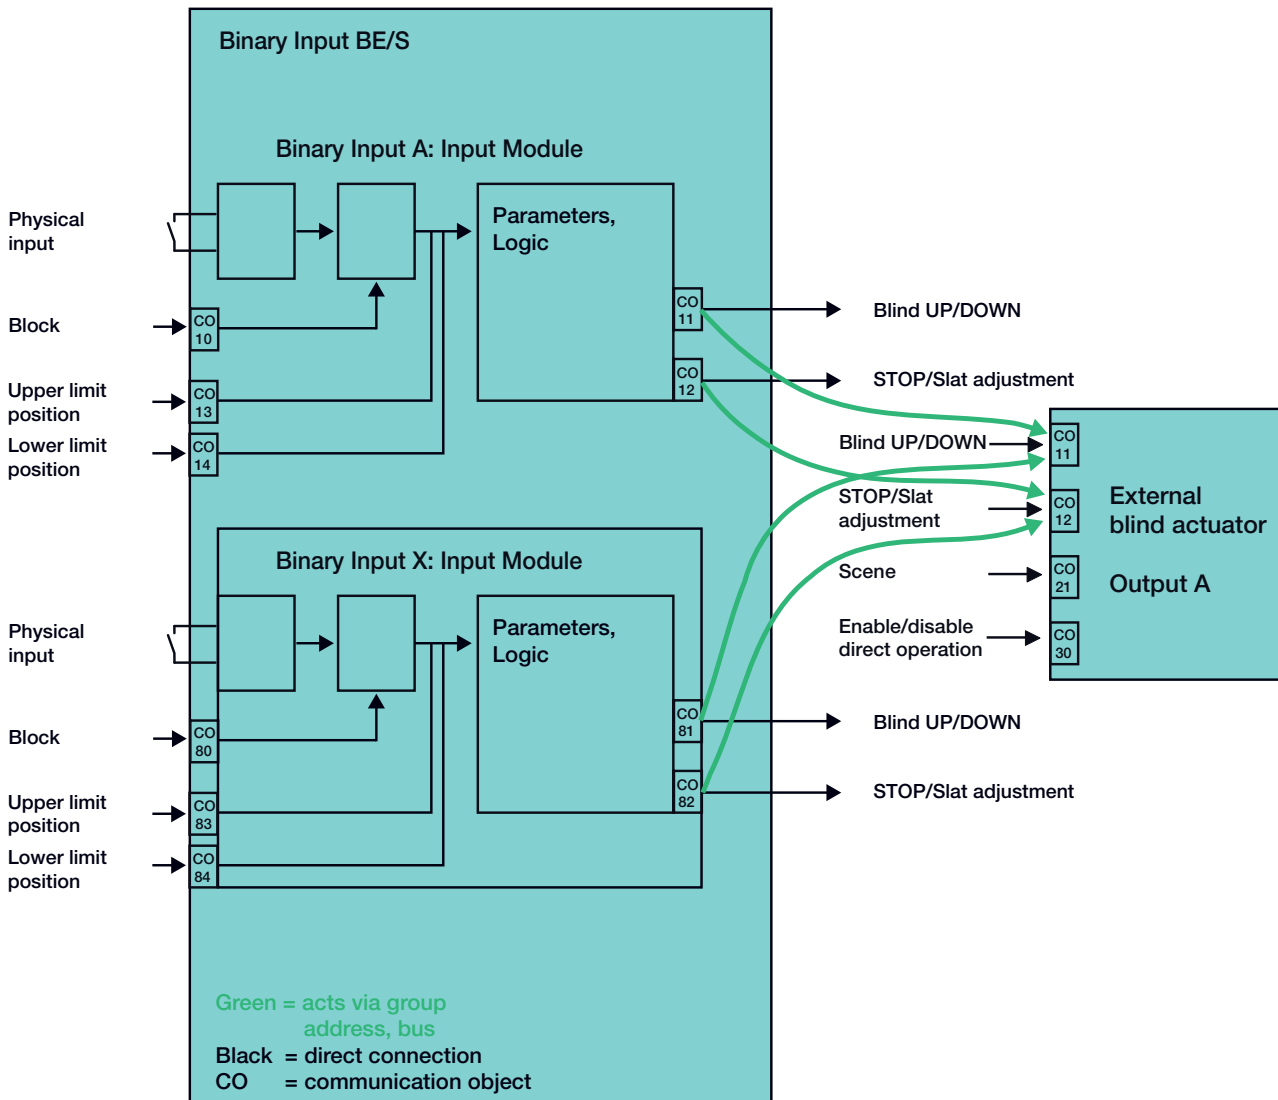 Binary Input BE/S
Binary Input A: Input Module
Physical
input
Parameters,
Logic
Block
CO
10
CO
11
Blind UP/DOWN
Upper limit
position
CO
13
CO
12
STOP/Slat adjustment
Lower limit
position
CO
14
Blind UP/DOWN
CO
11
STOP/Slat
adjustment
CO
12
External
blind actuator
Output A
Scene
CO
21
Enable/disable
direct operation
CO
30
Binary Input X: Input Module
Physical
input
Parameters,
Logic
Block
CO
80
CO
81
Blind UP/DOWN
Upper limit
position
CO
83
CO
82
STOP/Slat adjustment
Lower limit
position
CO
84
Green = acts via group
address, bus
Black = direct connection
CO = communication object